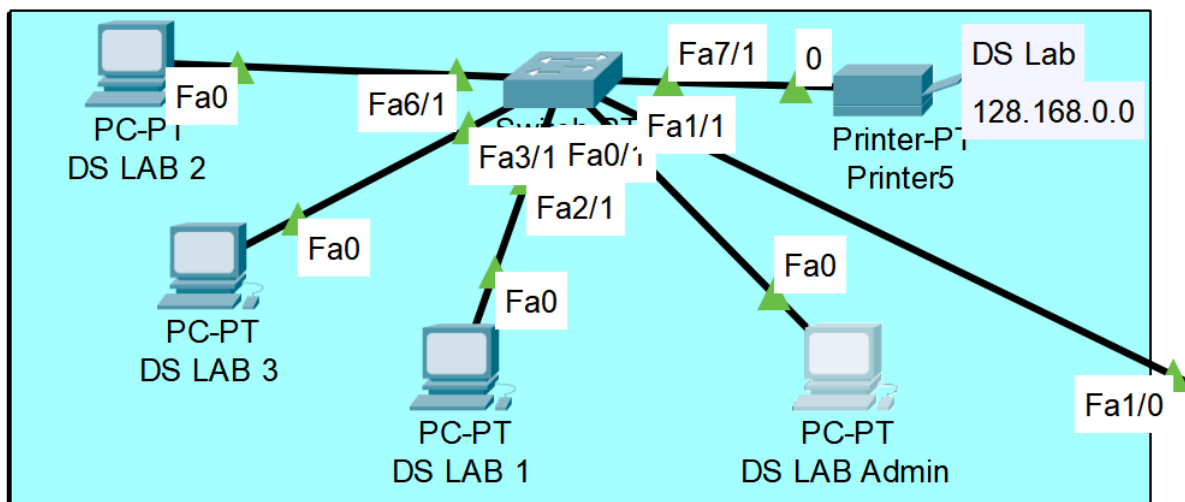 Fa0
Fa6/1
Fa7/1
0
DS Lab
128.168.0.0
PC-PT
DS LAB 2
Fa3/1
Fa0/1
Fa1/1
Fa2/1
Printer-PT
Printer5
Fa0
PC-PT
DS LAB 3
Fa0
PC-PT
DS LAB 1
Fa0
PC-PT
DS LAB Admin
Fa1/0